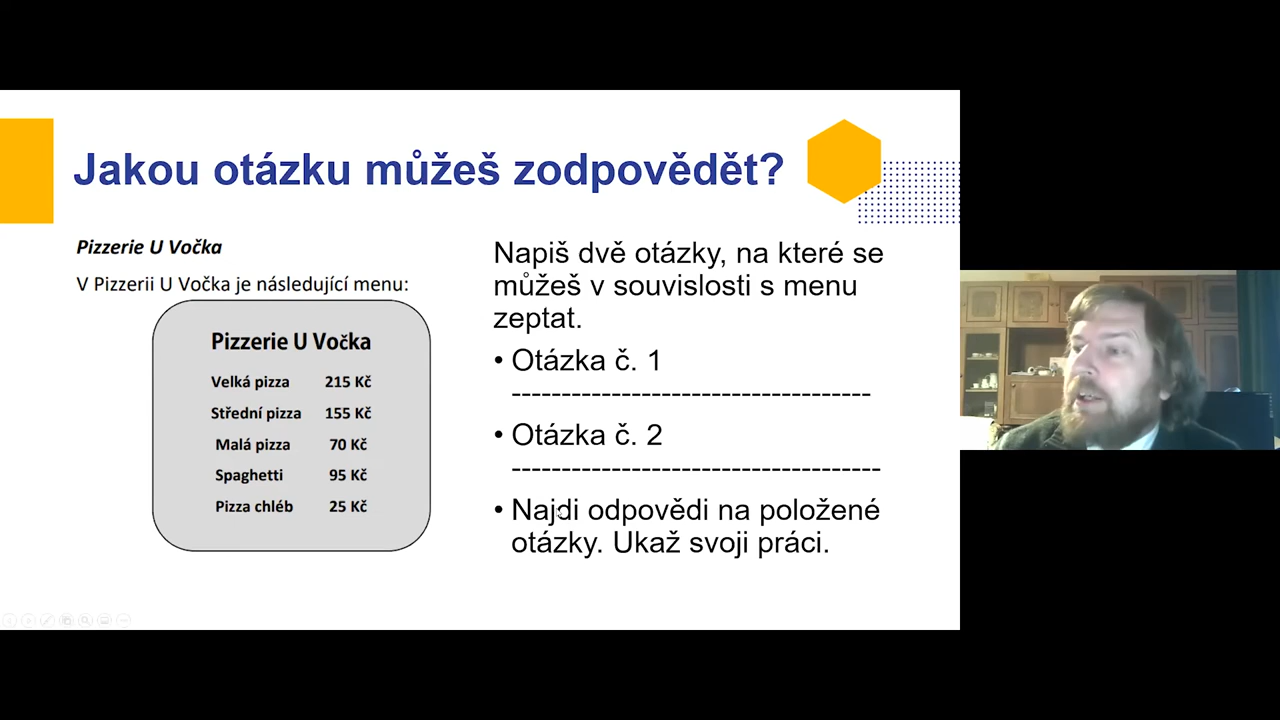 Jakou otázku můžeš zodpovědět?
Pizzerie U Vočka
V Pizzerii U Vočka je následující menu:
Pizzerie U Vočka
Velká pizza 215 Kč
Střední pizza 155 Kč
Malá pizza 70 Kč
Spaghetti 95 Kč
Pizza chléb 25 Kč
Napiš dvě otázky, na které se
můžeš v souvislosti s menu
zeptat.
• Otázka č. 1
------------------------------------
• Otázka č. 2
-------------------------------------
• Najdi odpovědi na položené
otázky. Ukaž svoji práci.